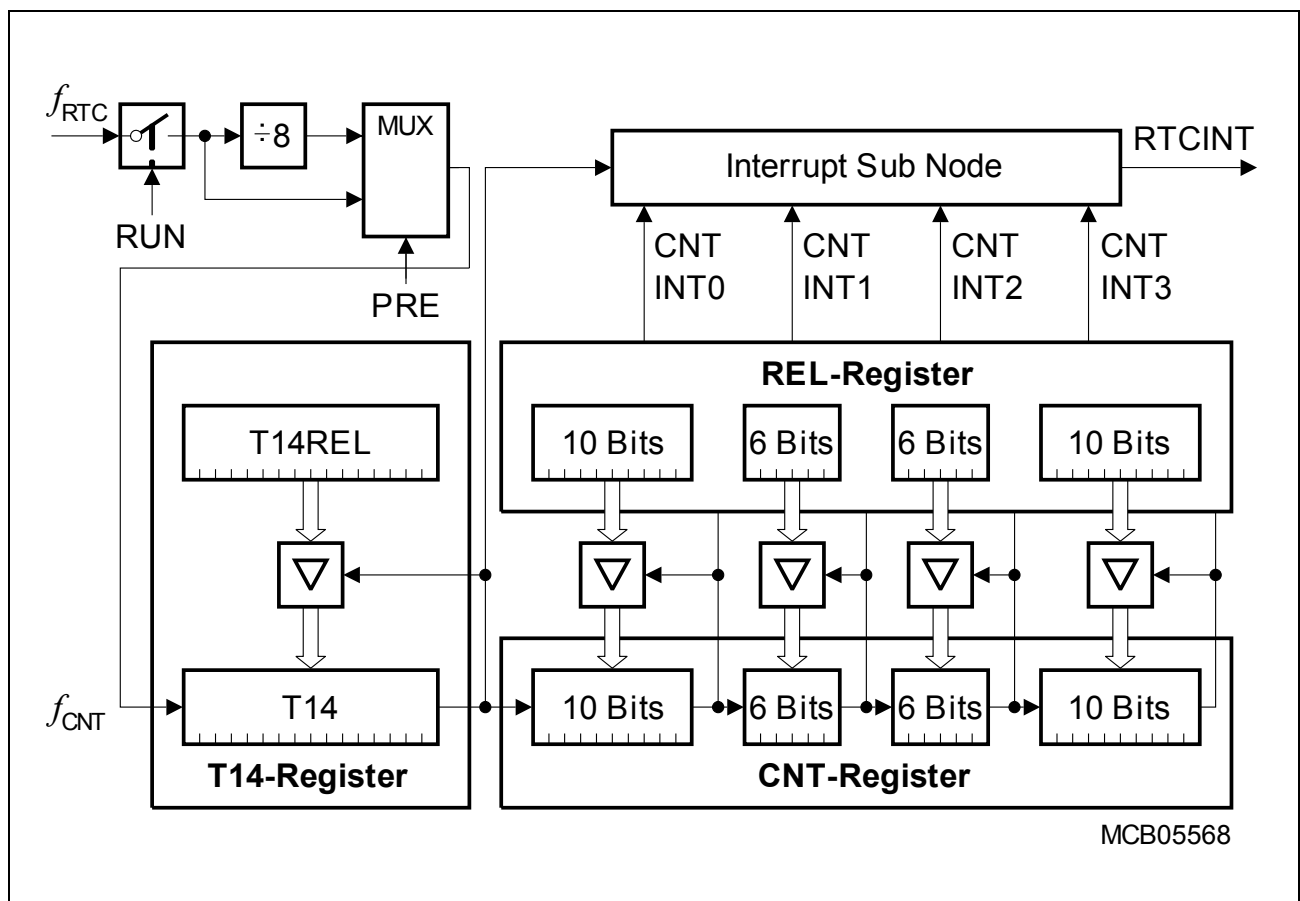 fRTC
÷8
MUX
RUN
PRE
Interrupt Sub Node
RTCINT
CNT INT0
CNT INT1
CNT INT2
CNT INT3
REL-Register
T14REL
10 Bits
6 Bits
6 Bits
10 Bits
fCNT
T14
10 Bits
6 Bits
6 Bits
10 Bits
T14-Register
CNT-Register
MCB05568